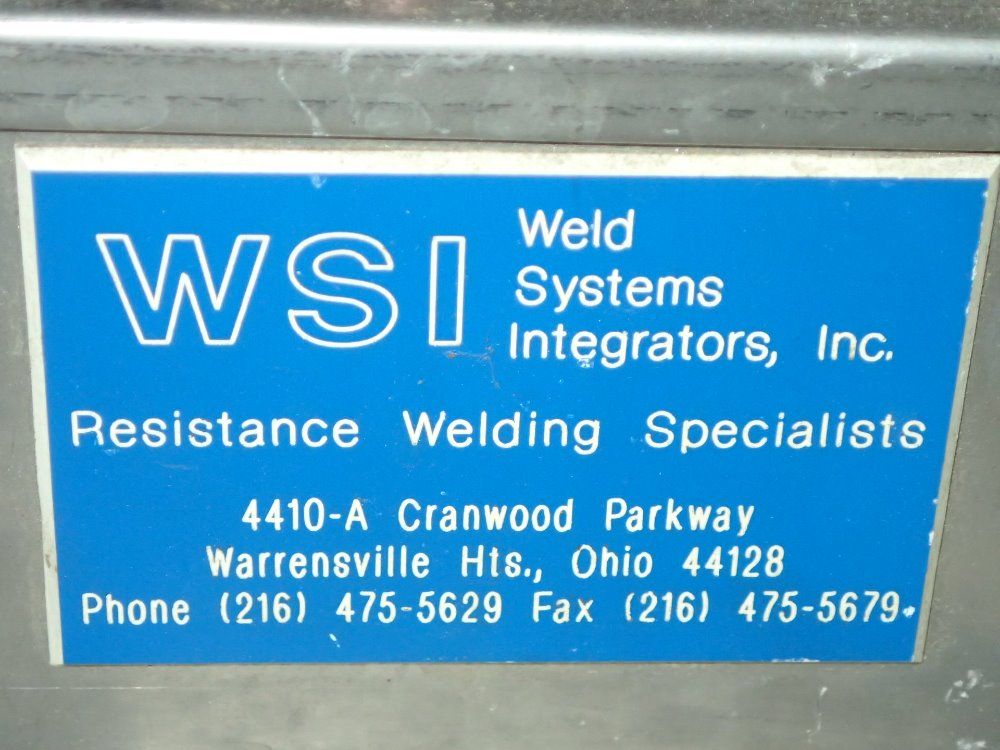 WSI
Weld
Systems
Integrators, Inc.
Resistance Welding Specialists
4410-A Cranwood Parkway
Warrensville Hts., Ohio 44128
Phone (216) 475-5629 Fax (216) 475-5679